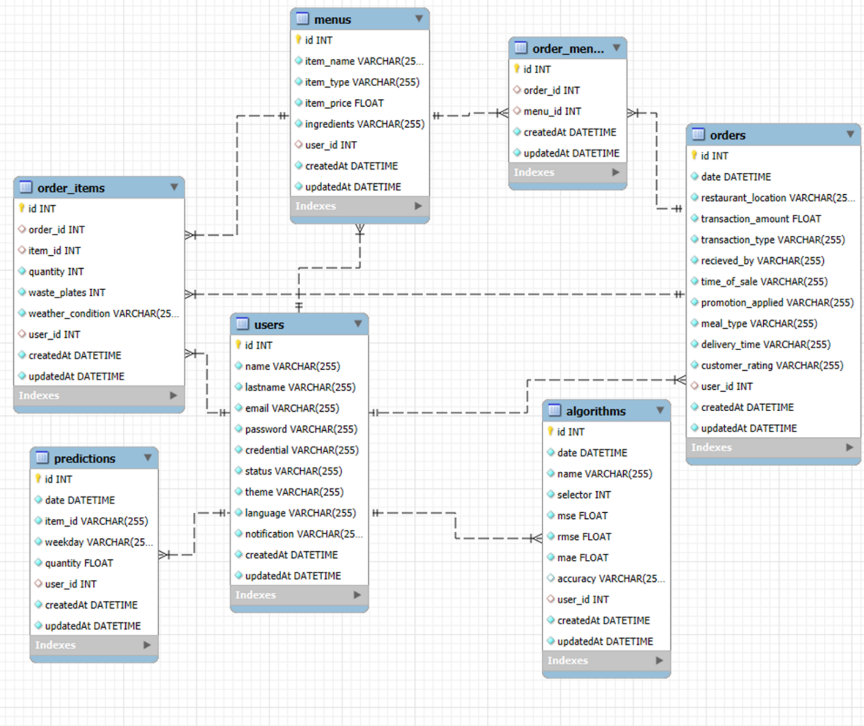 menus
id INT
item_name VARCHAR(25...
item_type VARCHAR(255)
item_price FLOAT
ingredients VARCHAR(255)
user_id INT
createdAt DATETIME
updatedAt DATETIME
Indexes
order_men...
id INT
order_id INT
menu_id INT
createdAt DATETIME
updatedAt DATETIME
Indexes
orders
id INT
date DATETIME
restaurant_location VARCHAR(25...
transaction_amount FLOAT
transaction_type VARCHAR(255)
recieved_by VARCHAR(255)
time_of_sale VARCHAR(255)
promotion_applied VARCHAR(255)
meal_type VARCHAR(255)
delivery_time VARCHAR(255)
customer_rating VARCHAR(255)
user_id INT
createdAt DATETIME
updatedAt DATETIME
Indexes
order_items
id INT
order_id INT
item_id INT
quantity INT
waste_plates INT
weather_condition VARCHAR(25...
user_id INT
createdAt DATETIME
updatedAt DATETIME
Indexes
users
id INT
name VARCHAR(255)
lastname VARCHAR(255)
email VARCHAR(255)
password VARCHAR(255)
credential VARCHAR(255)
status VARCHAR(255)
theme VARCHAR(255)
language VARCHAR(255)
notification VARCHAR(25...
createdAt DATETIME
updatedAt DATETIME
Indexes
algorithms
id INT
date DATETIME
name VARCHAR(255)
selector INT
mse FLOAT
rmse FLOAT
mae FLOAT
accuracy VARCHAR(25...
user_id INT
createdAt DATETIME
updatedAt DATETIME
Indexes
predictions
id INT
date DATETIME
item_id VARCHAR(255)
weekday VARCHAR(25...
quantity FLOAT
user_id INT
createdAt DATETIME
updatedAt DATETIME
Indexes